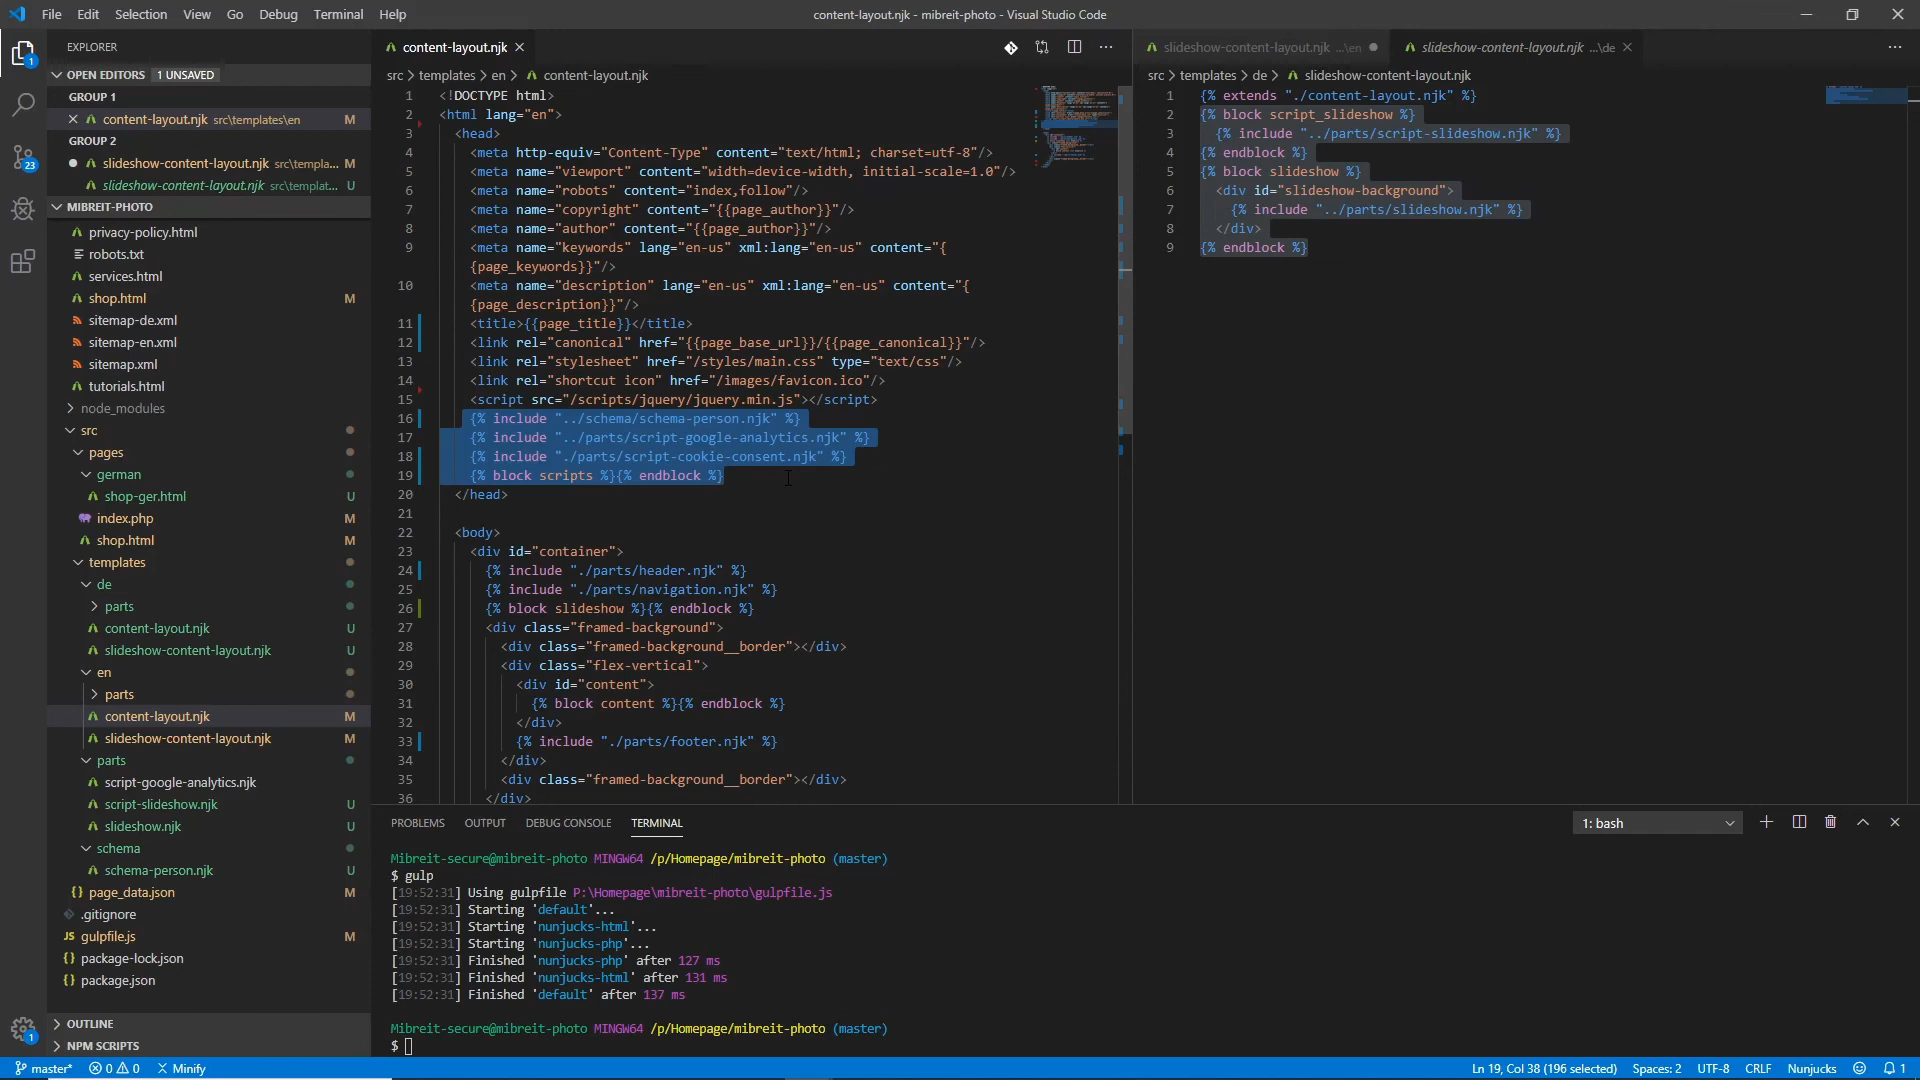 File Edit Selection View Go Debug Terminal Help
content-layout.njk - mibreit-photo - Visual Studio Code
EXPLORER
OPEN EDITORS 1 UNSAVED
GROUP 1
content-layout.njk src\templates\en M
GROUP 2
slideshow-content-layout.njk src\templa... M
slideshow-content-layout.njk src\templat... U
MIBREIT-PHOTO
privacy-policy.html
robots.txt
services.html
shop.html M
sitemap-de.xml
sitemap-en.xml
sitemap.xml
tutorials.html
node_modules
src
pages
german
shop-ger.html U
index.php M
shop.html M
templates
de
parts
content-layout.njk U
slideshow-content-layout.njk U
en
parts
content-layout.njk M
slideshow-content-layout.njk M
parts
script-google-analytics.njk
script-slideshow.njk U
slideshow.njk U
schema
schema-person.njk U
page_data.json M
.gitignore
JS gulpfile.js M
package-lock.json
package.json
OUTLINE
NPM SCRIPTS
1
23
1
content-layout.njk
src > templates > en > content-layout.njk
1 <!DOCTYPE html>
2 <html lang="en">
3 <head>
4 <meta http-equiv="Content-Type" content="text/html; charset=utf-8"/>
5 <meta name="viewport" content="width=device-width, initial-scale=1.0"/>
6 <meta name="robots" content="index,follow"/>
7 <meta name="copyright" content="{{page_author}}"/>
8 <meta name="author" content="{{page_author}}"/>
9 <meta name="keywords" lang="en-us" xml:lang="en-us" content="{
{page_keywords}}"/>
10 <meta name="description" lang="en-us" xml:lang="en-us" content="{
{page_description}}"/>
11 <title>{{page_title}}</title>
12 <link rel="canonical" href="{{page_base_url}}/{{page_canonical}}"/>
13 <link rel="stylesheet" href="/styles/main.css" type="text/css"/>
14 <link rel="shortcut icon" href="/images/favicon.ico"/>
15 <script src="/scripts/jquery/jquery.min.js"></script>
16 {% include "../schema/schema-person.njk" %}
17 {% include "../parts/script-google-analytics.njk" %}
18 {% include "./parts/script-cookie-consent.njk" %}
19 {% block scripts %}{% endblock %}
20 </head>
21
22 <body>
23 <div id="container">
24 {% include "./parts/header.njk" %}
25 {% include "./parts/navigation.njk" %}
26 {% block slideshow %}{% endblock %}
27 <div class="framed-background">
28 <div class="framed-background__border"></div>
29 <div class="flex-vertical">
30 <div id="content">
31 {% block content %}{% endblock %}
32 </div>
33 {% include "./parts/footer.njk" %}
34 </div>
35 <div class="framed-background__border"></div>
36 </div>
slideshow-content-layout.njk ...\en
slideshow-content-layout.njk ...\de
src > templates > de > slideshow-content-layout.njk
1 {% extends "./content-layout.njk" %}
2 {% block script_slideshow %}
3 {% include "../parts/script-slideshow.njk" %}
4 {% endblock %}
5 {% block slideshow %}
6 <div id="slideshow-background">
7 {% include "../parts/slideshow.njk" %}
8 </div>
9 {% endblock %}
PROBLEMS OUTPUT DEBUG CONSOLE TERMINAL
1: bash
Mibreit-secure@mibreit-photo MINGW64 /p/Homepage/mibreit-photo (master)
$ gulp
[19:52:31] Using gulpfile P:\Homepage\mibreit-photo\gulpfile.js
[19:52:31] Starting 'default'...
[19:52:31] Starting 'nunjucks-html'...
[19:52:31] Starting 'nunjucks-php'...
[19:52:31] Finished 'nunjucks-php' after 127 ms
[19:52:31] Finished 'nunjucks-html' after 131 ms
[19:52:31] Finished 'default' after 137 ms
Mibreit-secure@mibreit-photo MINGW64 /p/Homepage/mibreit-photo (master)
$
master* 0 0 Minify
Ln 19, Col 38 (196 selected) Spaces: 2 UTF-8 CRLF Nunjucks 1